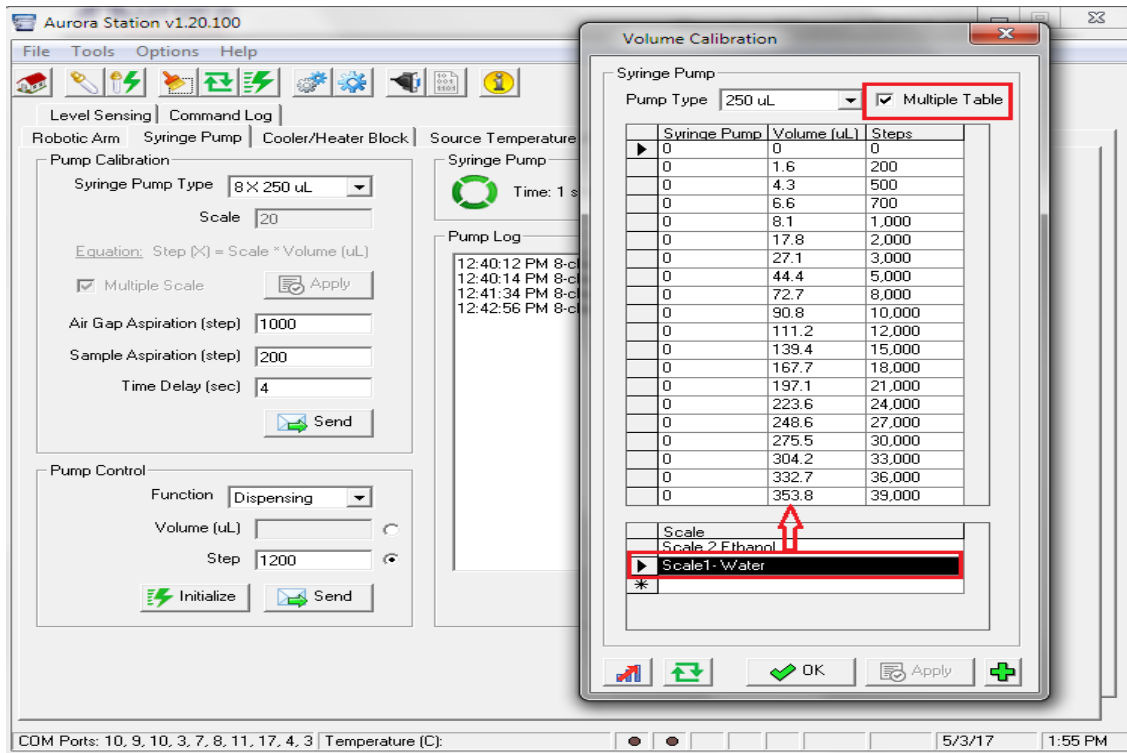 Aurora Station v1.20.100
File Tools Options Help
Level Sensing Command Log
Robotic Arm Syringe Pump Cooler/Heater Block Source Temperature
Pump Calibration
Syringe Pump Type 8 X 250 uL
Scale 20
Equation: Step (X) = Scale * Volume (uL)
Multiple Scale Apply
Air Gap Aspiration (step) 1000
Sample Aspiration (step) 200
Time Delay (sec) 4
Send
Pump Control
Function Dispensing
Volume (uL)
Step 1200
Initialize Send
Syringe Pump
Time: 1 s
Pump Log
12:40:12 PM 8-cl
12:40:14 PM 8-cl
12:41:34 PM 8-cl
12:42:56 PM 8-cl
Volume Calibration
Syringe Pump
Pump Type 250 uL Multiple Table
Syringe Pump Volume (uL) Steps
0 0 0
0 1.6 200
0 4.3 500
0 6.6 700
0 8.1 1,000
0 17.8 2,000
0 27.1 3,000
0 44.4 5,000
0 72.7 8,000
0 90.8 10,000
0 111.2 12,000
0 139.4 15,000
0 167.7 18,000
0 197.1 21,000
0 223.6 24,000
0 248.6 27,000
0 275.5 30,000
0 304.2 33,000
0 332.7 36,000
0 353.8 39,000
Scale
Scale 2 Ethanol
Scale1- Water
OK Apply
COM Ports: 10, 9, 10, 3, 7, 8, 11, 17, 4, 3 Temperature (C): 5/3/17 1:55 PM